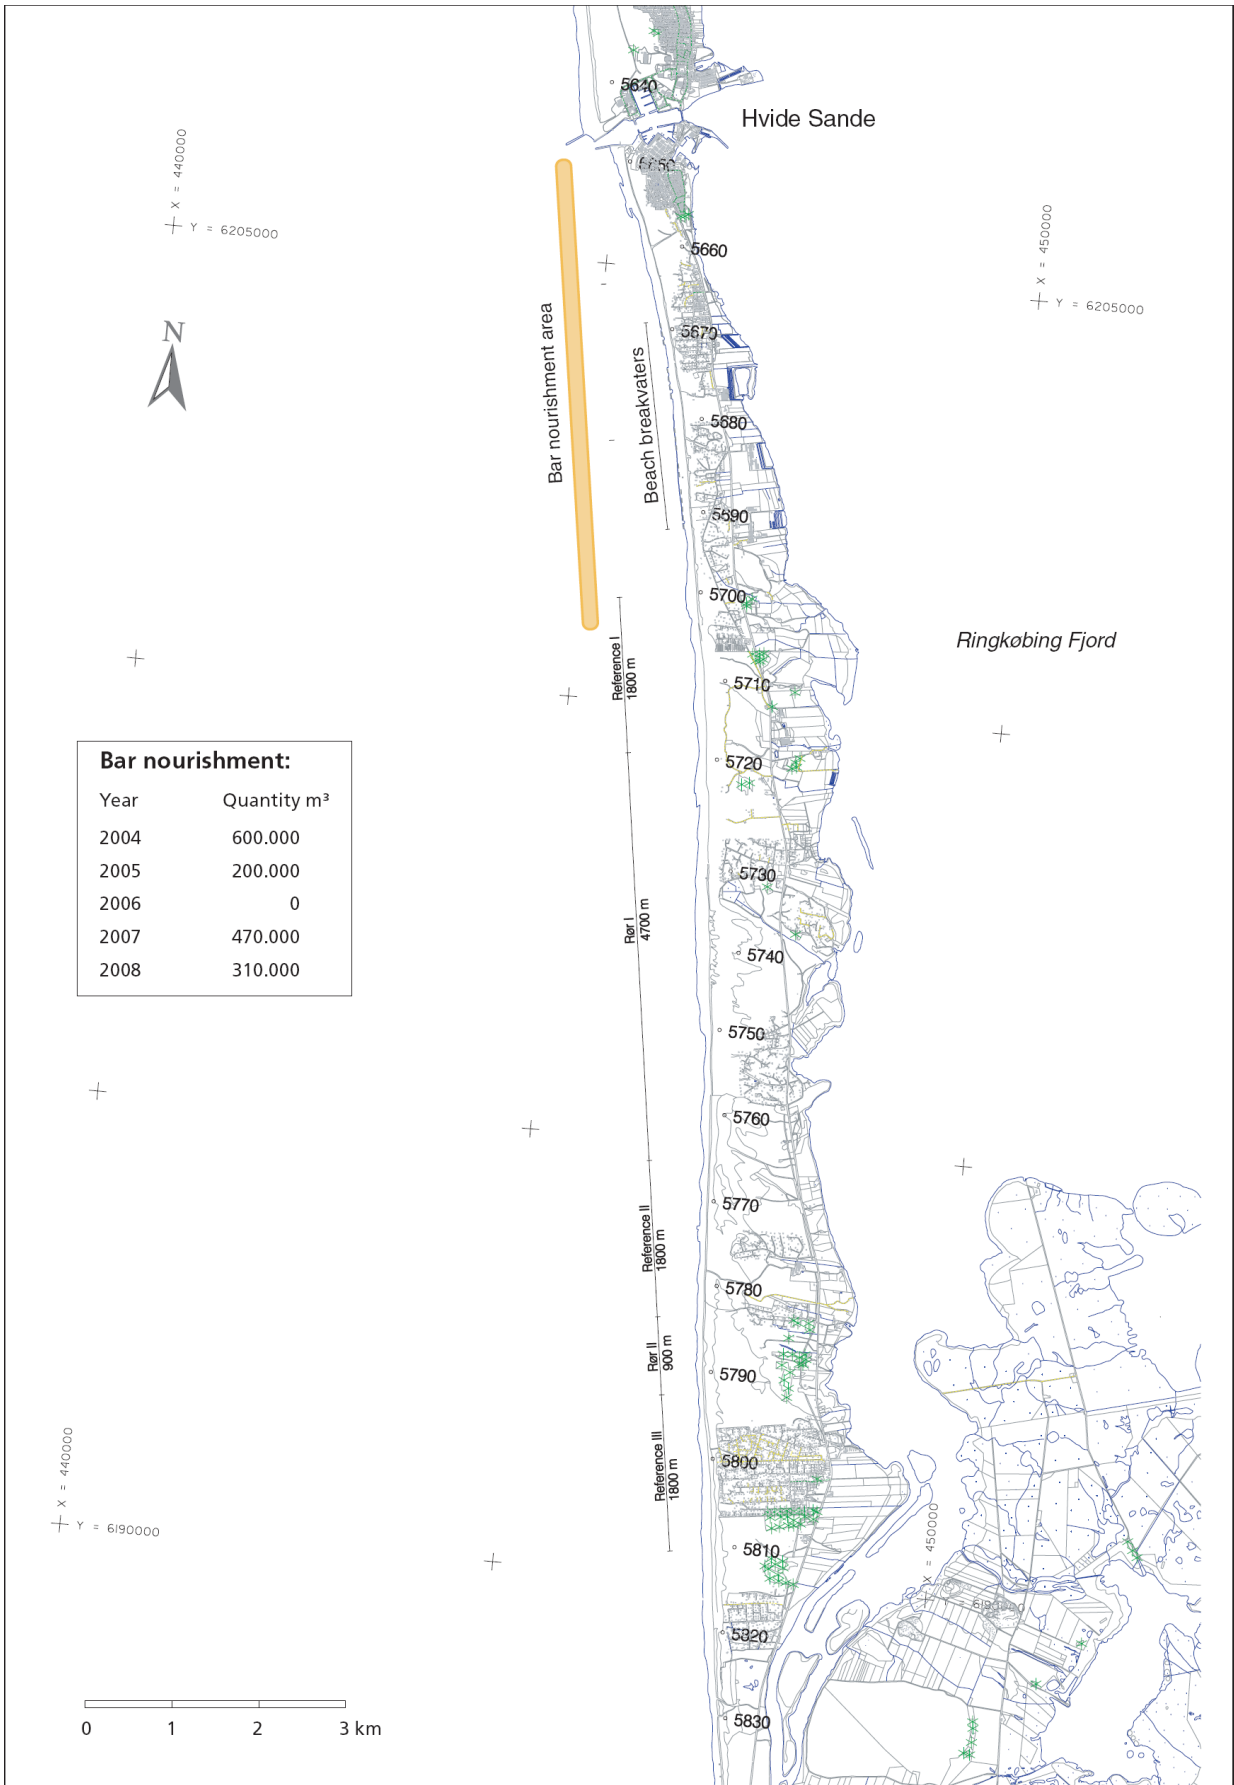 5640
Hvide Sande
5650
X = 440000
Y = 6205000
5660
X = 450000
Y = 6205000
N
5670
Bar nourishment area
Beach breakvaters
5680
5690
5700
Ringkøbing Fjord
Reference I
1800 m
5710
5720
Bar nourishment:
Year Quantity m³
2004 600.000
2005 200.000
2006 0
2007 470.000
2008 310.000
5730
Rør I
4700 m
5740
5750
5760
5770
Reference II
1800 m
5780
Rør II
900 m
5790
Reference III
1800 m
5800
X = 440000
Y = 6190000
5810
X = 450000
Y = 6190000
5820
5830
0 1 2 3 km